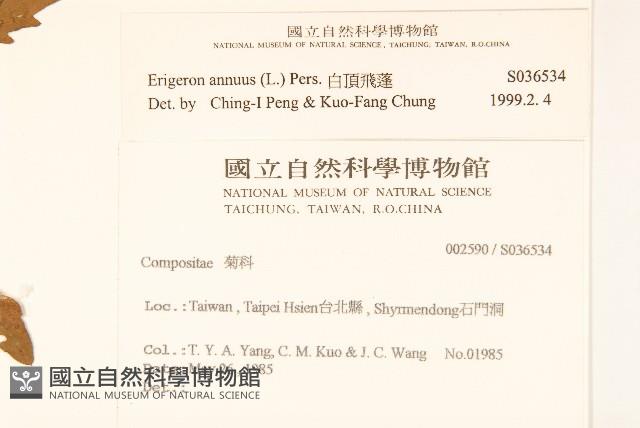 國立自然科學博物館
NATIONAL MUSEUM OF NATURAL SCIENCE, TAICHUNG, TAIWAN, R.O.CHINA
Erigeron annuus (L.) Pers. 白頂飛蓬 S036534
Det. by Ching-I Peng & Kuo-Fang Chung 1999.2. 4
國立自然科學博物館
NATIONAL MUSEUM OF NATURAL SCIENCE
TAICHUNG, TAIWAN, R.O.CHINA
002590 / S036534
Compositae 菊科
Loc.: Taiwan , Taipei Hsien台北縣 , Shyrmendong石門洞
Col.: T. Y. A. Yang, C. M. Kuo & J. C. Wang No.01985
Date: May 06, 1985
Det.:
國立自然科學博物館
NATIONAL MUSEUM OF NATURAL SCIENCE